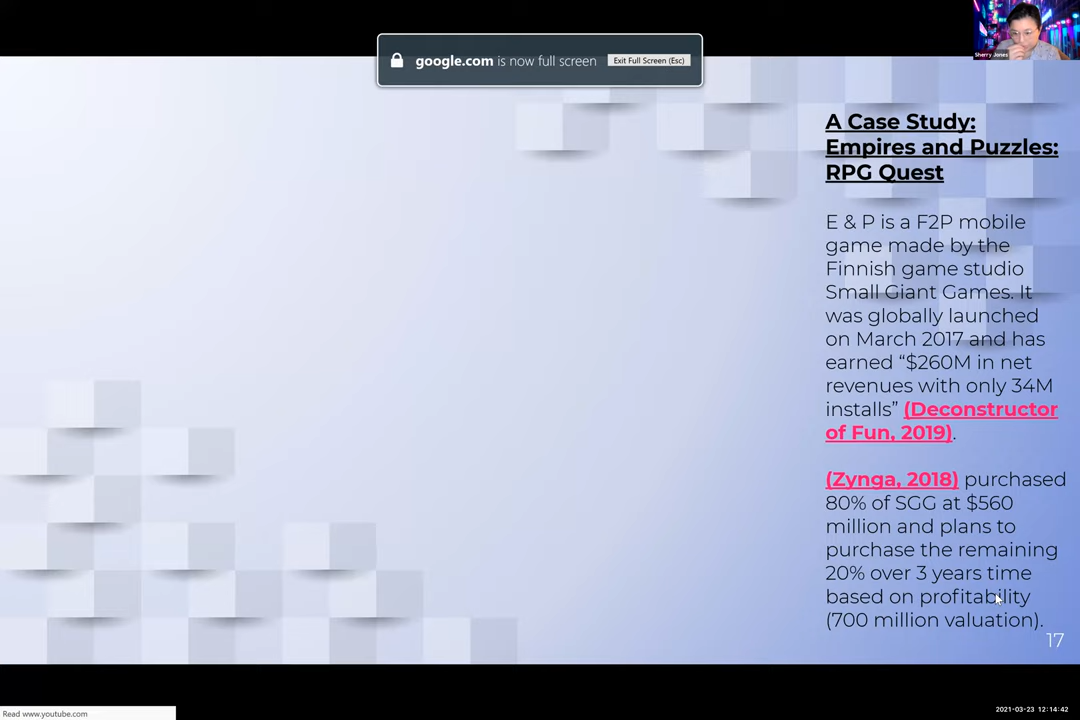 google.com is now full screen
Exit Full Screen (Esc)
Sherry Jones
A Case Study:
Empires and Puzzles:
RPG Quest
E & P is a F2P mobile
game made by the
Finnish game studio
Small Giant Games. It
was globally launched
on March 2017 and has
earned “$260M in net
revenues with only 34M
installs” (Deconstructor
of Fun, 2019).
(Zynga, 2018) purchased
80% of SGG at $560
million and plans to
purchase the remaining
20% over 3 years time
based on profitability
(700 million valuation).
17
Read www.youtube.com
2021-03-23 12:14:42